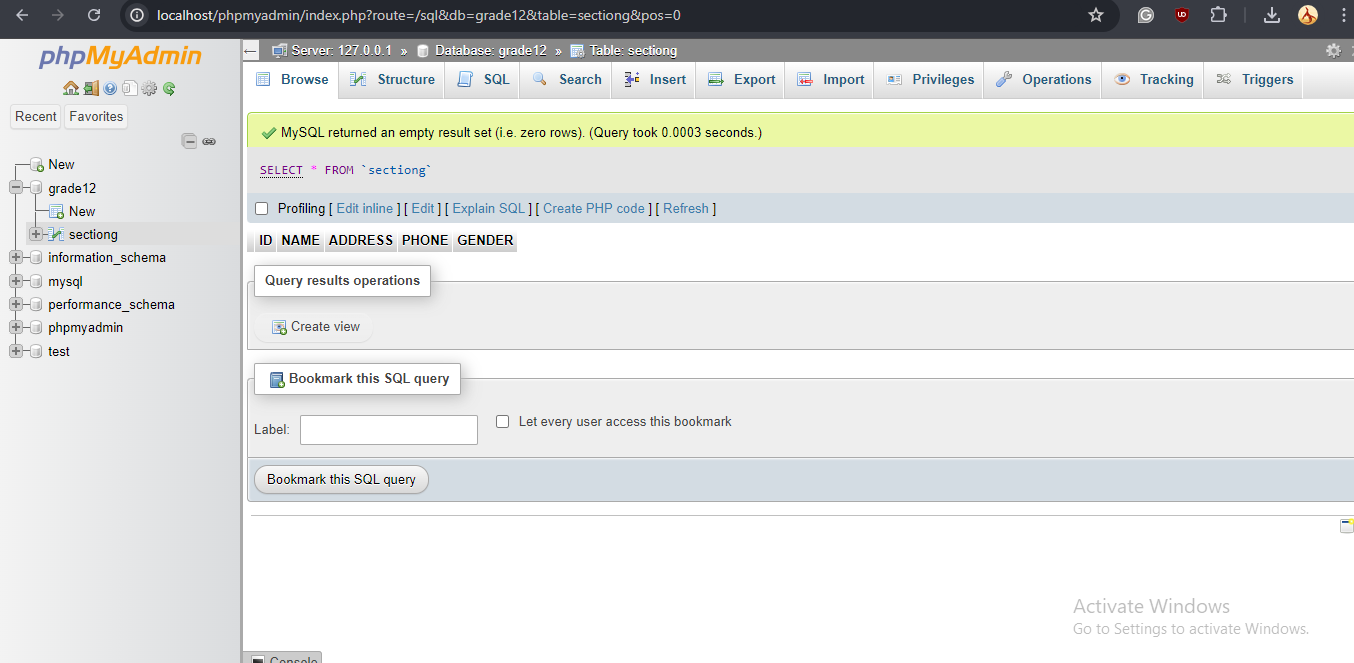 localhost/phpmyadmin/index.php?route=/sql&db=grade12&table=sectiong&pos=0
phpMyAdmin
Recent Favorites
New
grade12
New
sectiong
information_schema
mysql
performance_schema
phpmyadmin
test
Server: 127.0.0.1 » Database: grade12 » Table: sectiong
Browse Structure SQL Search Insert Export Import Privileges Operations Tracking Triggers
MySQL returned an empty result set (i.e. zero rows). (Query took 0.0003 seconds.)
SELECT * FROM `sectiong`
Profiling [ Edit inline ] [ Edit ] [ Explain SQL ] [ Create PHP code ] [ Refresh ]
ID NAME ADDRESS PHONE GENDER
Query results operations
Create view
Bookmark this SQL query
Label: Let every user access this bookmark
Bookmark this SQL query
Activate Windows
Go to Settings to activate Windows.
Console